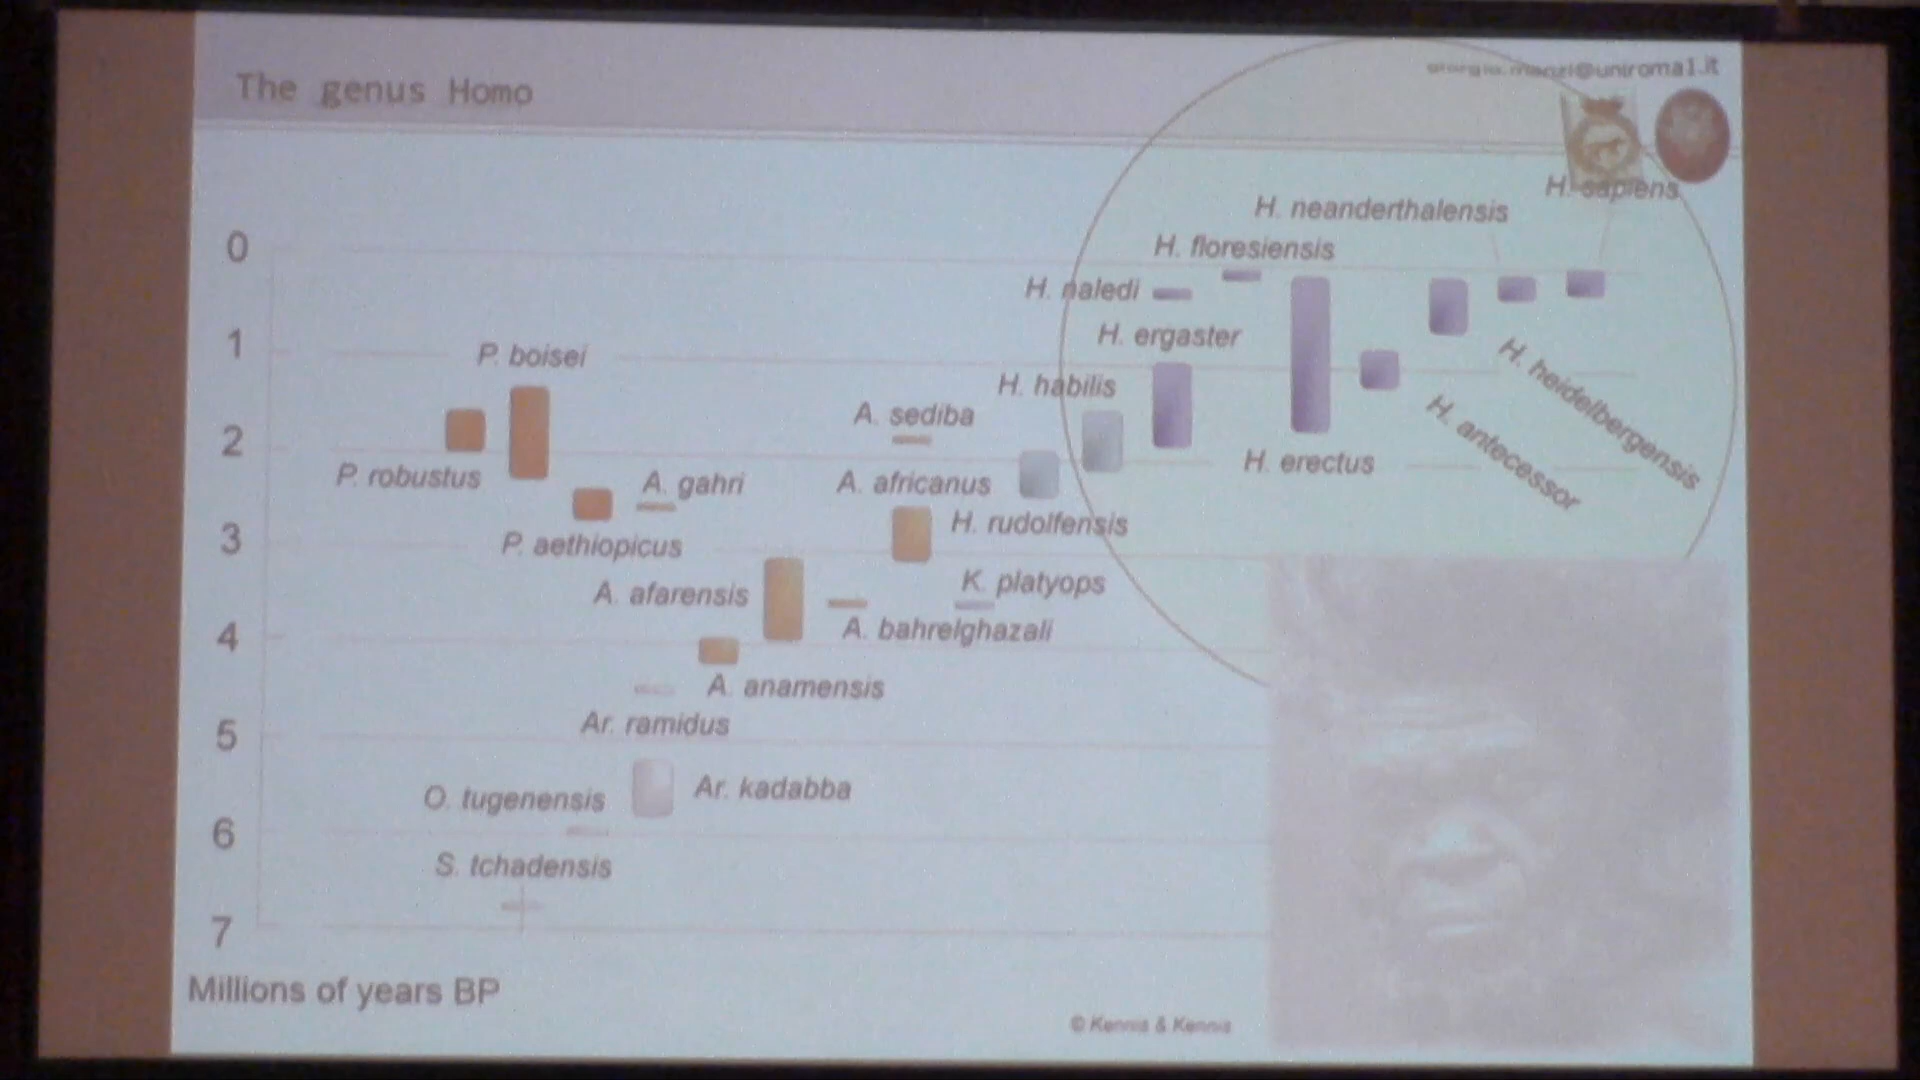 The genus Homo
@uniroma1.it
H. sapiens
H. neanderthalensis
H. floresiensis
H. naledi
H. ergaster
H. habilis
H. erectus
H. antecessor
H. heidelbergensis
P. boisei
P. robustus
P. aethiopicus
A. gahri
A. sediba
A. africanus
H. rudolfensis
K. platyops
A. afarensis
A. bahrelghazali
A. anamensis
Ar. ramidus
O. tugenensis
Ar. kadabba
S. tchadensis
0
1
2
3
4
5
6
7
Millions of years BP
© Kennis & Kennis